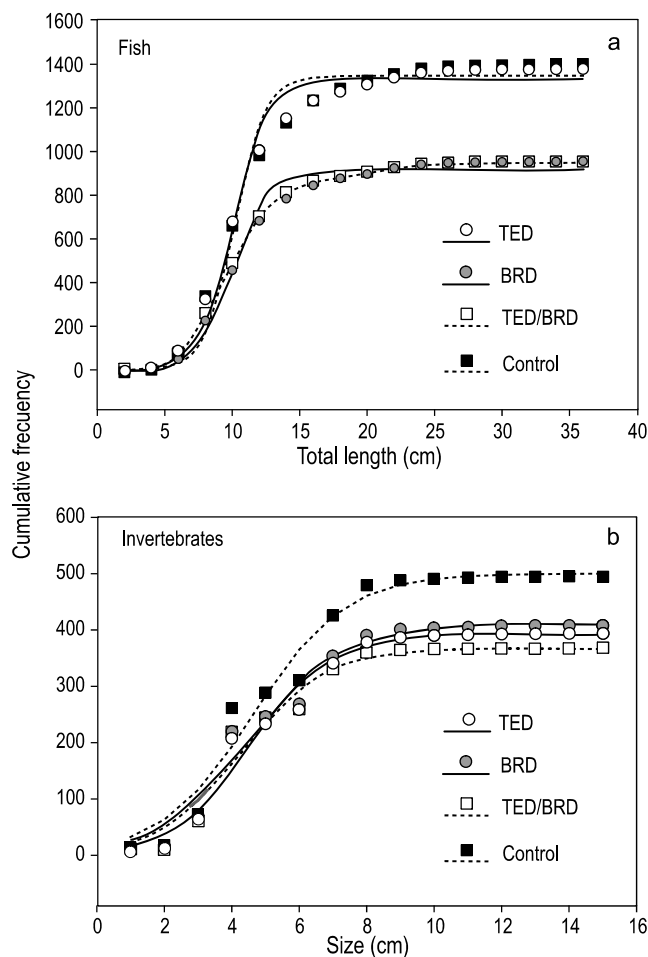 1600
Fish
a
1400
1200
1000
800
600
400
200
0
TED
BRD
TED/BRD
Control
0 5 10 15 20 25 30 35 40
Total length (cm)
Cumulative frecuency
600
Invertebrates
b
500
400
300
200
100
0
TED
BRD
TED/BRD
Control
0 2 4 6 8 10 12 14 16
Size (cm)